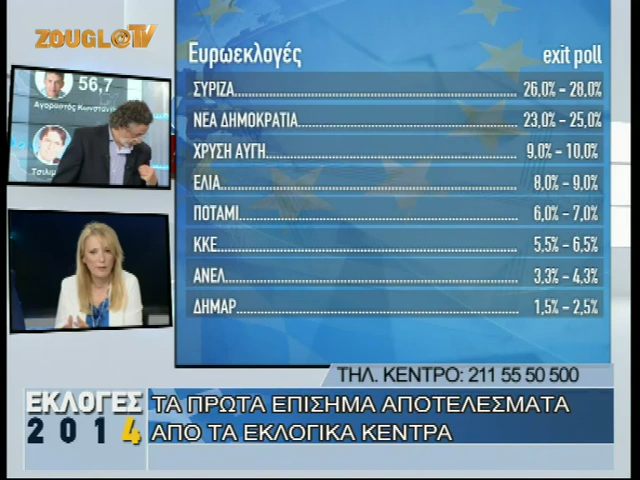 ZOUGL@TV
Ευρωεκλογές exit poll
ΣΥΡΙΖΑ 26,0% - 28,0%
ΝΕΑ ΔΗΜΟΚΡΑΤΙΑ 23,0% - 25,0%
ΧΡΥΣΗ ΑΥΓΗ 9,0% - 10,0%
ΕΛΙΑ 8,0% - 9,0%
ΠΟΤΑΜΙ 6,0% - 7,0%
ΚΚΕ 5,5% - 6,5%
ΑΝΕΛ 3,3% - 4,3%
ΔΗΜΑΡ 1,5% - 2,5%
56,7
Αγοραστός
ΤΗΛ. ΚΕΝΤΡΟ: 211 55 50 500
ΕΚΛΟΓΕΣ
2014
ΤΑ ΠΡΩΤΑ ΕΠΙΣΗΜΑ ΑΠΟΤΕΛΕΣΜΑΤΑ
ΑΠΟ ΤΑ ΕΚΛΟΓΙΚΑ ΚΕΝΤΡΑ